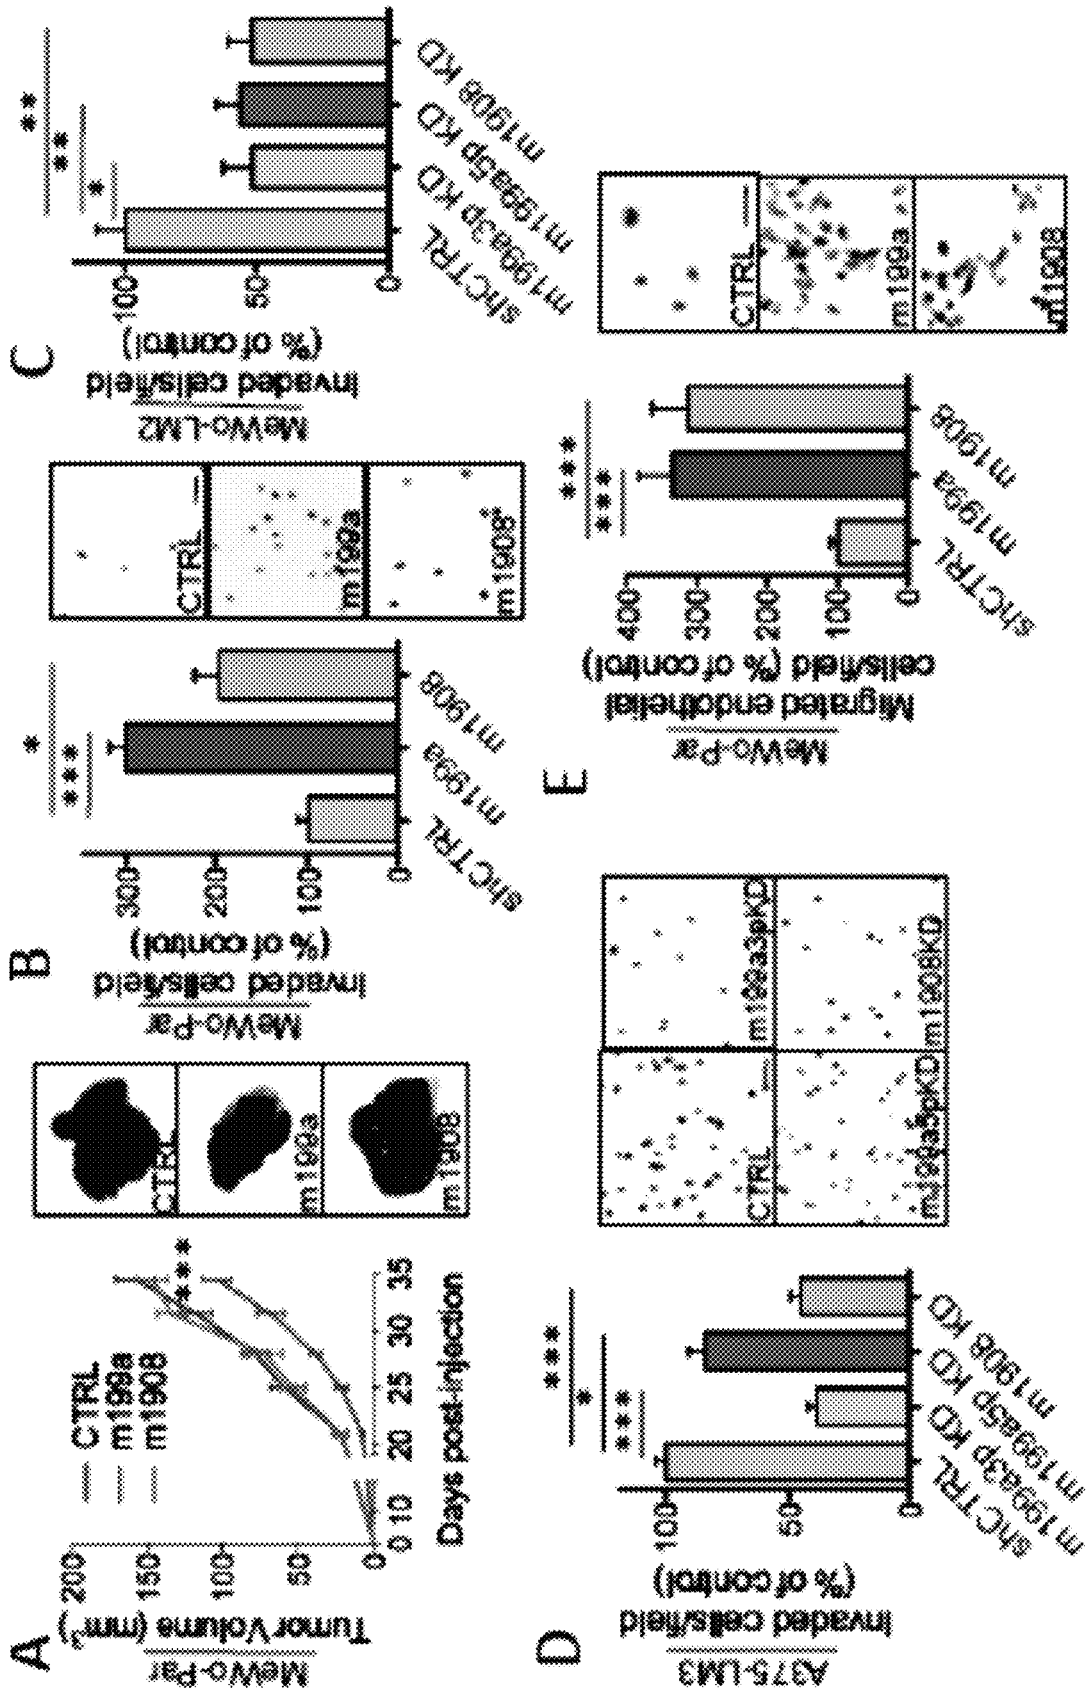 A
MeWo-Par
Tumor Volume (mm³)
200
150
100
50
0
CTRL
m199a
m1908
***
0 10 20 25 30 35
Days post-injection
CTRL
m199a
m1908
B
MeWo-Par
Invaded cells/field
(% of control)
300
200
100
0
*
***
shCTRL
m199a
m1908
CTRL
m199a
m1908
C
MeWo-LM2
Invaded cells/field
(% of control)
100
50
0
**
**
*
shCTRL
m199a3p KD
m199a5p KD
m1908 KD
D
A375-LM3
Invaded cells/field
(% of control)
100
50
0
***
*
***
shCTRL
m199a3p KD
m199a5p KD
m1908 KD
CTRL
m199a3pKD
m199a5pKD
m1908KD
E
MeWo-Par
Migrated endothelial
cells/field (% of control)
400
300
200
100
0
***
***
shCTRL
m199a
m1908
CTRL
m199a
m1908